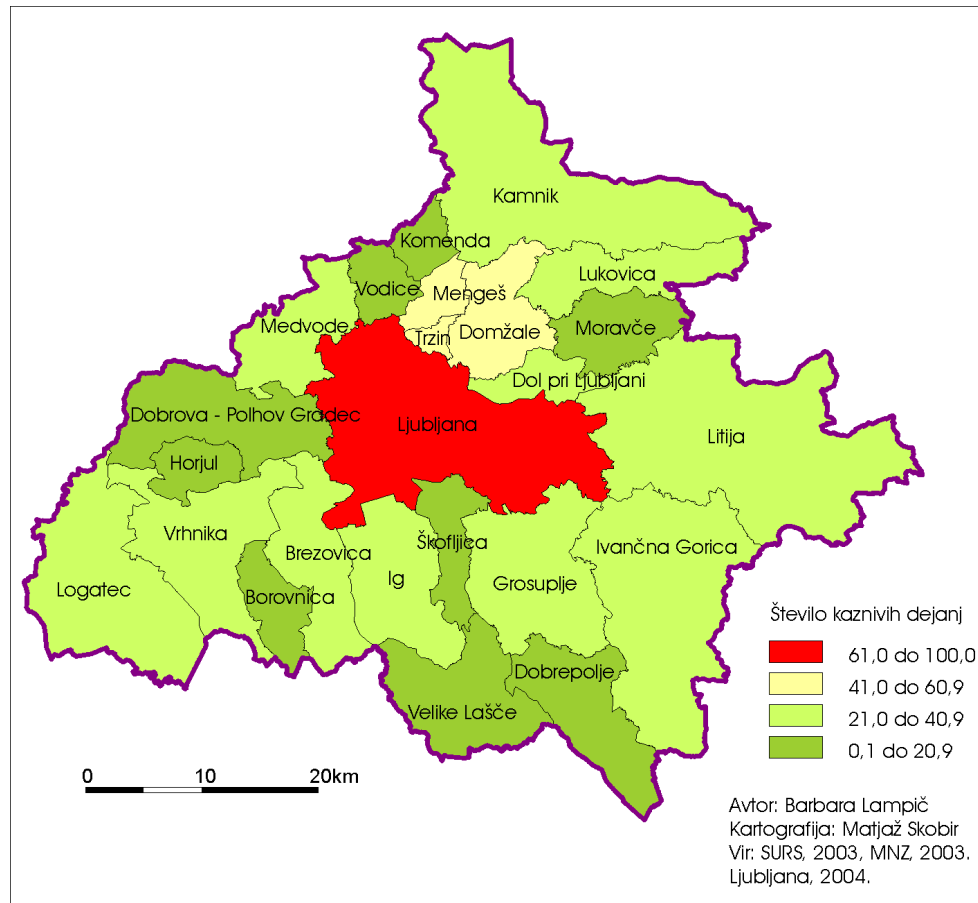 Kamnik
Komenda
Lukovica
Vodice
Mengeš
Medvode
Trzin
Domžale
Moravče
Dol pri Ljubljani
Dobrova - Polhov Gradec
Ljubljana
Litija
Horjul
Vrhnika
Brezovica
Škofljica
Ivančna Gorica
Logatec
Borovnica
Ig
Grosuplje
Dobrepolje
Velike Lašče
Število kaznivih dejanj
61,0 do 100,0
41,0 do 60,9
21,0 do 40,9
0,1 do 20,9
0 10 20km
Avtor: Barbara Lampič
Kartografija: Matjaž Skobir
Vir: SURS, 2003, MNZ, 2003.
Ljubljana, 2004.